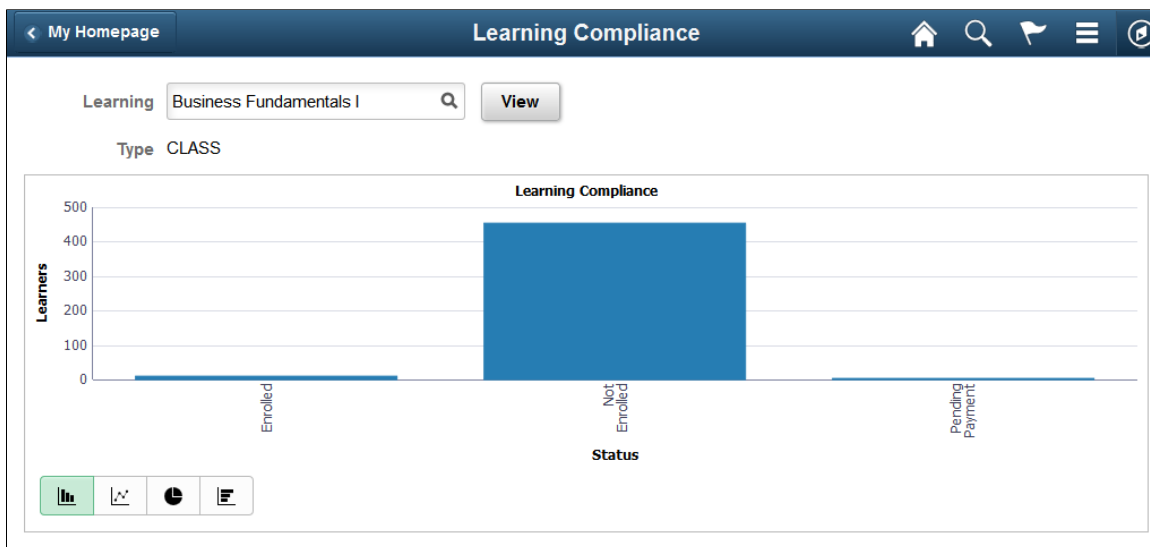 My Homepage
Learning Compliance
Learning
Business Fundamentals I
View
Type
CLASS
Learning Compliance
500
400
300
200
100
0
Learners
Enrolled
Not
Enrolled
Pending
Payment
Status